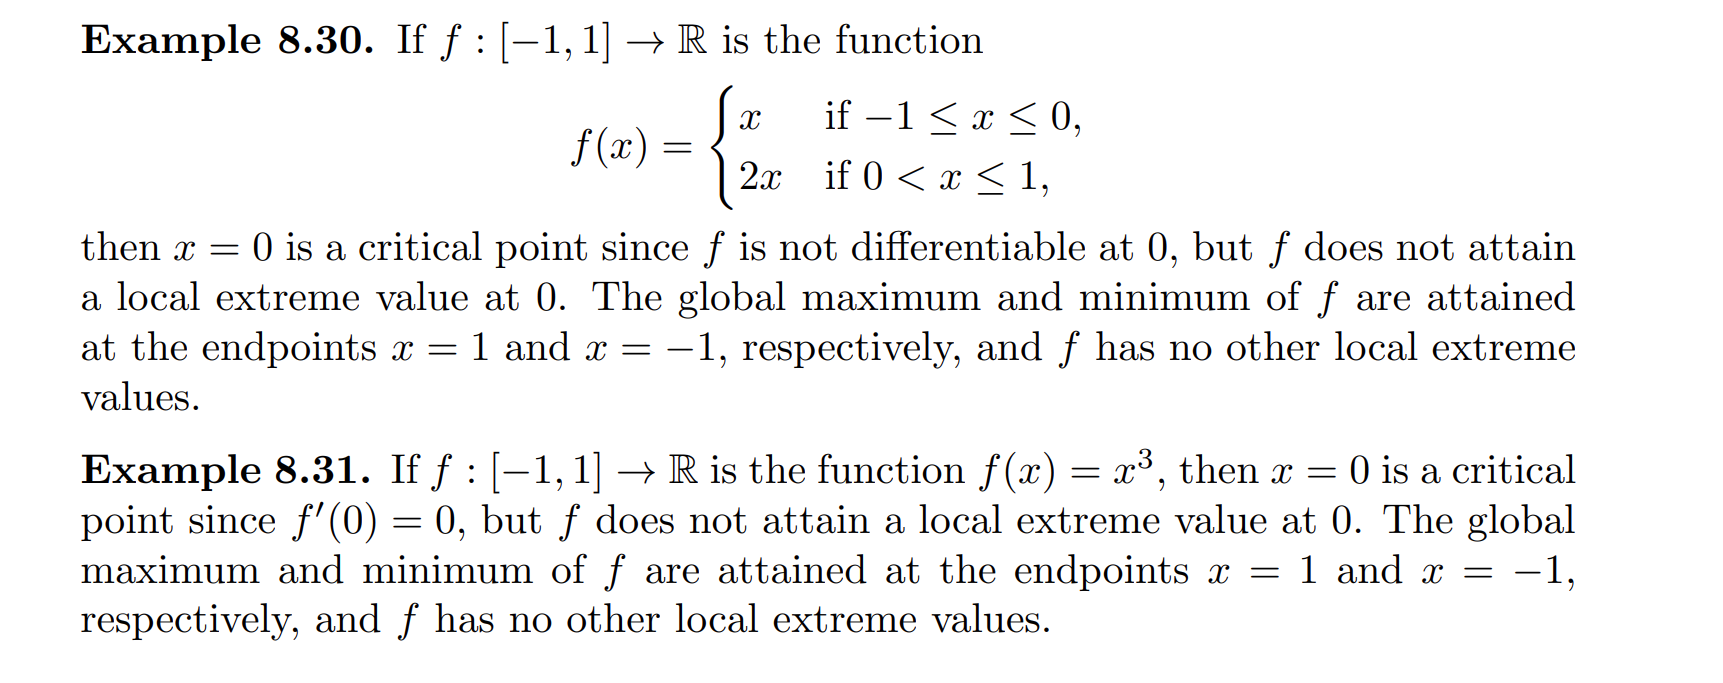 Example 8.30. If f : [−1, 1] → ℝ is the function
f(x) = { x if −1 ≤ x ≤ 0,
2x if 0 < x ≤ 1,
then x = 0 is a critical point since f is not differentiable at 0, but f does not attain
a local extreme value at 0. The global maximum and minimum of f are attained
at the endpoints x = 1 and x = −1, respectively, and f has no other local extreme
values.
Example 8.31. If f : [−1, 1] → ℝ is the function f(x) = x³, then x = 0 is a critical
point since f′(0) = 0, but f does not attain a local extreme value at 0. The global
maximum and minimum of f are attained at the endpoints x = 1 and x = −1,
respectively, and f has no other local extreme values.